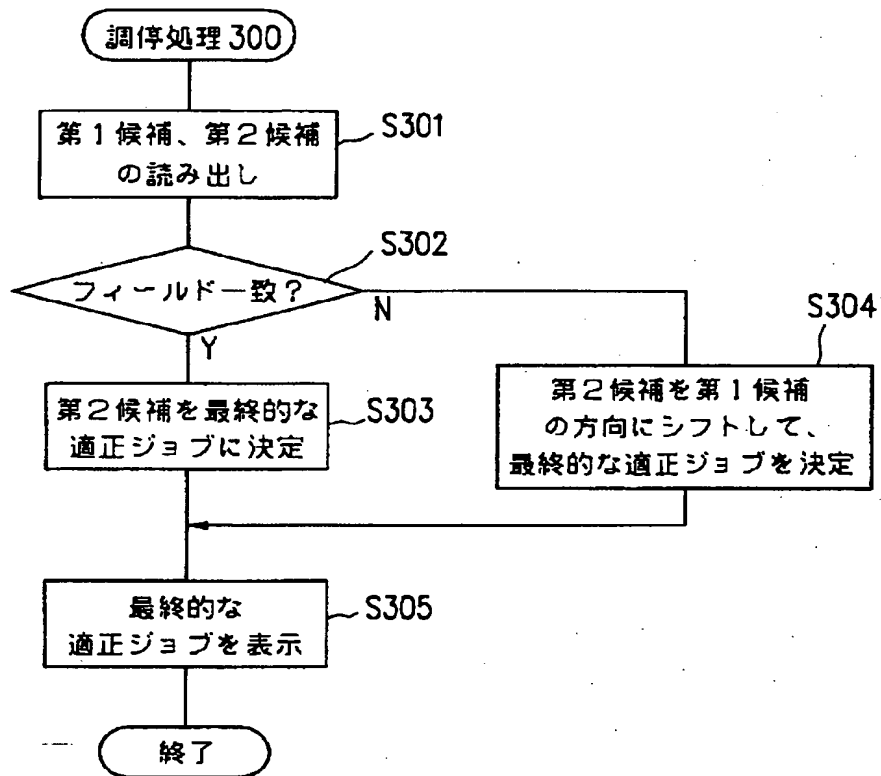 調停処理300
第1候補、第2候補
の読み出し
S301
S302
フィールド一致?
N
Y
S304
第2候補を最終的な
適正ジョブに決定
S303
第2候補を第1候補
の方向にシフトして、
最終的な適正ジョブを決定
最終的な
適正ジョブを表示
S305
終了